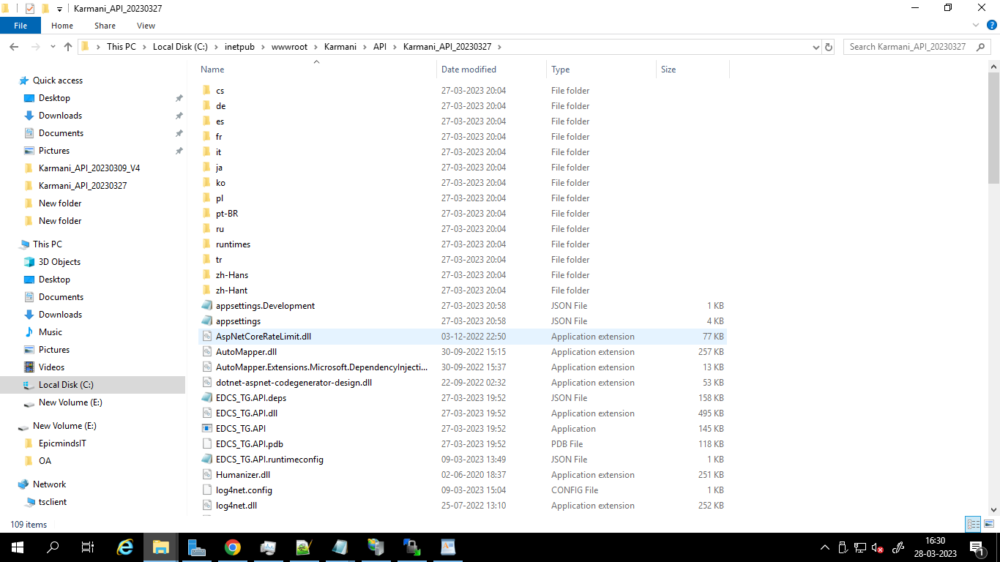 Karmani_API_20230327
File Home Share View
This PC Local Disk (C:) inetpub wwwroot Karmani API Karmani_API_20230327 Search Karmani_API_20230327
Name Date modified Type Size
Quick access
Desktop
Downloads
Documents
Pictures
Karmani_API_20230309_V4
Karmani_API_20230327
New folder
New folder
This PC
3D Objects
Desktop
Documents
Downloads
Music
Pictures
Videos
Local Disk (C:)
New Volume (E:)
New Volume (E:)
EpicmindsIT
OA
Network
tsclient
cs 27-03-2023 20:04 File folder
de 27-03-2023 20:04 File folder
es 27-03-2023 20:04 File folder
fr 27-03-2023 20:04 File folder
it 27-03-2023 20:04 File folder
ja 27-03-2023 20:04 File folder
ko 27-03-2023 20:04 File folder
pl 27-03-2023 20:04 File folder
pt-BR 27-03-2023 20:04 File folder
ru 27-03-2023 20:04 File folder
runtimes 27-03-2023 20:04 File folder
tr 27-03-2023 20:04 File folder
zh-Hans 27-03-2023 20:04 File folder
zh-Hant 27-03-2023 20:04 File folder
appsettings.Development 27-03-2023 20:58 JSON File 1 KB
appsettings 27-03-2023 20:58 JSON File 4 KB
AspNetCoreRateLimit.dll 03-12-2022 22:50 Application extension 77 KB
AutoMapper.dll 30-09-2022 15:15 Application extension 257 KB
AutoMapper.Extensions.Microsoft.DependencyInjecti... 30-09-2022 15:37 Application extension 13 KB
dotnet-aspnet-codegenerator-design.dll 22-09-2022 02:32 Application extension 53 KB
EDCS_TG.API.deps 27-03-2023 19:52 JSON File 158 KB
EDCS_TG.API.dll 27-03-2023 19:52 Application extension 495 KB
EDCS_TG.API 27-03-2023 19:52 Application 145 KB
EDCS_TG.API.pdb 27-03-2023 19:52 PDB File 118 KB
EDCS_TG.API.runtimeconfig 09-03-2023 13:49 JSON File 1 KB
Humanizer.dll 02-06-2020 18:37 Application extension 251 KB
log4net.config 09-03-2023 15:04 CONFIG File 1 KB
log4net.dll 25-07-2022 13:10 Application extension 252 KB
109 items
16:30
28-03-2023
1